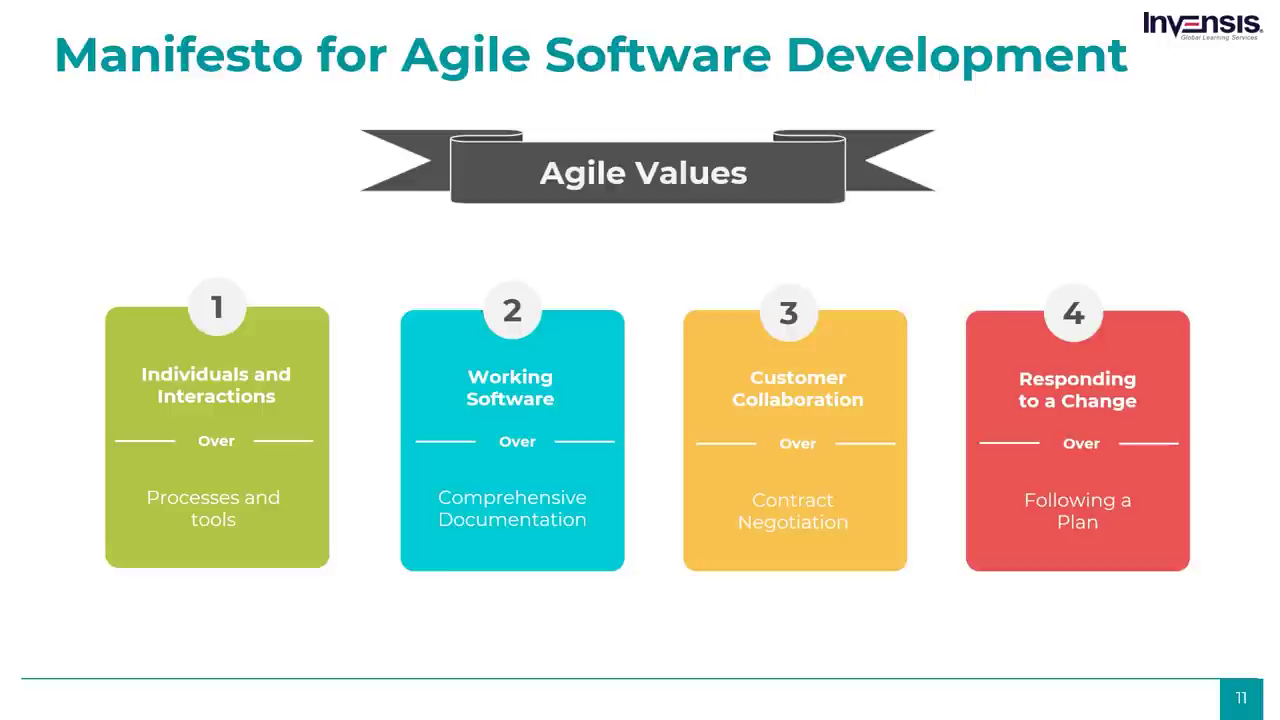 Invensis
Global Learning Services
Manifesto for Agile Software Development
Agile Values
1
Individuals and
Interactions
Over
Processes and
tools
2
Working
Software
Over
Comprehensive
Documentation
3
Customer
Collaboration
Over
Contract
Negotiation
4
Responding
to a Change
Over
Following a
Plan
11